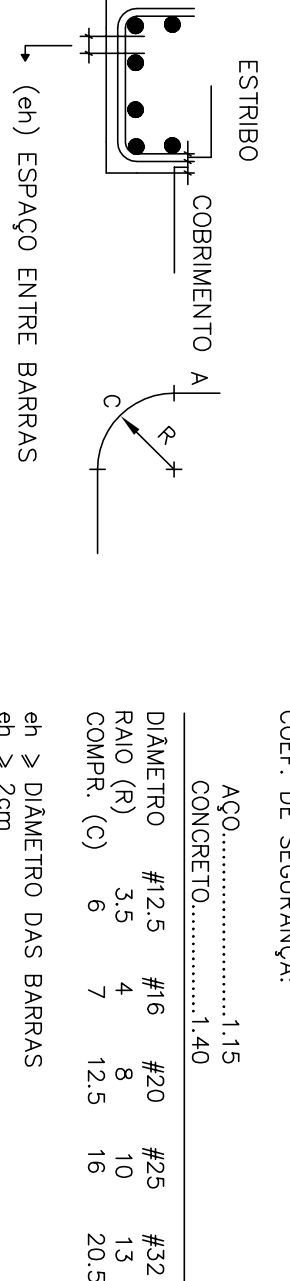 ESTRIBO
COBRIMENTO A
R
C
(eh) ESPAÇO ENTRE BARRAS
COEF. DE SEGURANÇA:
AÇO........................1.15
CONCRETO................1.40
DIÂMETRO #12.5 #16 #20 #25 #32
RAIO (R) 3.5 4 8 10 13
COMPR. (C) 6 7 12.5 16 20.5
eh ⩾ DIÂMETRO DAS BARRAS
eh ⩾ 2cm